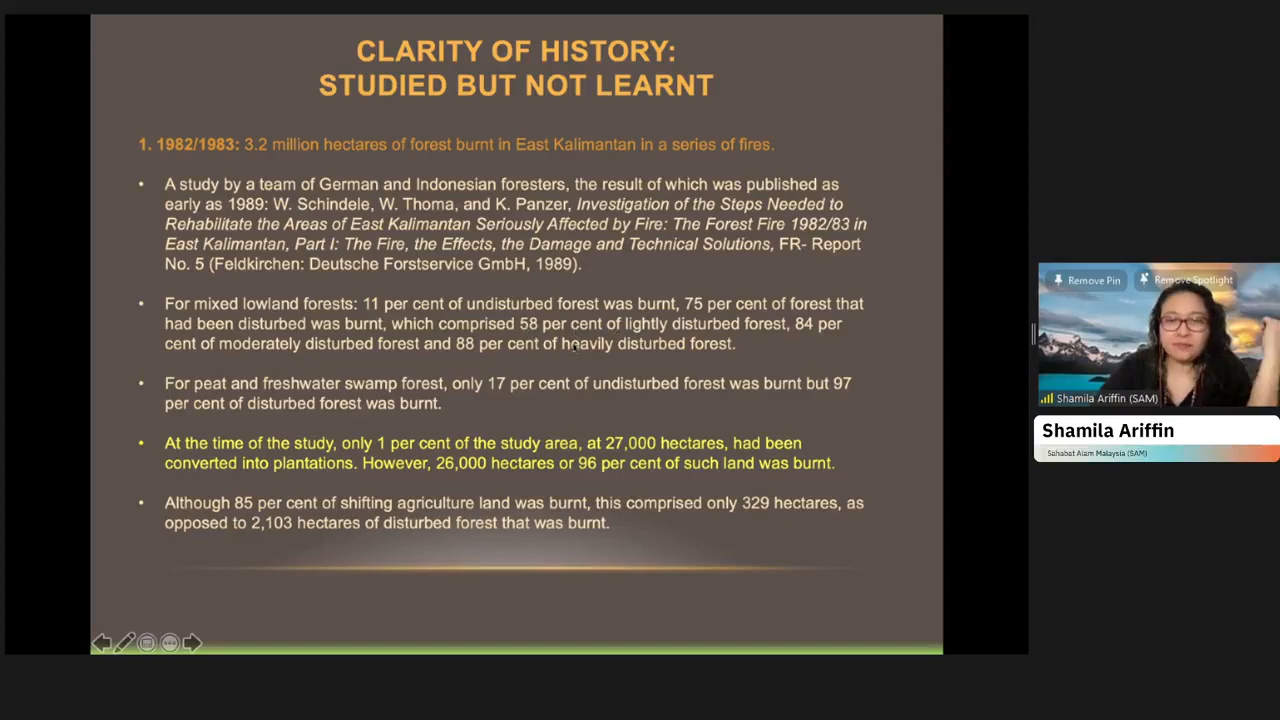 CLARITY OF HISTORY:
STUDIED BUT NOT LEARNT
1. 1982/1983: 3.2 million hectares of forest burnt in East Kalimantan in a series of fires.
• A study by a team of German and Indonesian foresters, the result of which was published as
early as 1989: W. Schindele, W. Thoma, and K. Panzer, Investigation of the Steps Needed to
Rehabilitate the Areas of East Kalimantan Seriously Affected by Fire: The Forest Fire 1982/83 in
East Kalimantan, Part I: The Fire, the Effects, the Damage and Technical Solutions, FR- Report
No. 5 (Feldkirchen: Deutsche Forstservice GmbH, 1989).
• For mixed lowland forests: 11 per cent of undisturbed forest was burnt, 75 per cent of forest that
had been disturbed was burnt, which comprised 58 per cent of lightly disturbed forest, 84 per
cent of moderately disturbed forest and 88 per cent of heavily disturbed forest.
• For peat and freshwater swamp forest, only 17 per cent of undisturbed forest was burnt but 97
per cent of disturbed forest was burnt.
• At the time of the study, only 1 per cent of the study area, at 27,000 hectares, had been
converted into plantations. However, 26,000 hectares or 96 per cent of such land was burnt.
• Although 85 per cent of shifting agriculture land was burnt, this comprised only 329 hectares, as
opposed to 2,103 hectares of disturbed forest that was burnt.
Remove Pin
Remove Spotlight
Shamila Ariffin (SAM)
Shamila Ariffin
Sahabat Alam Malaysia (SAM)